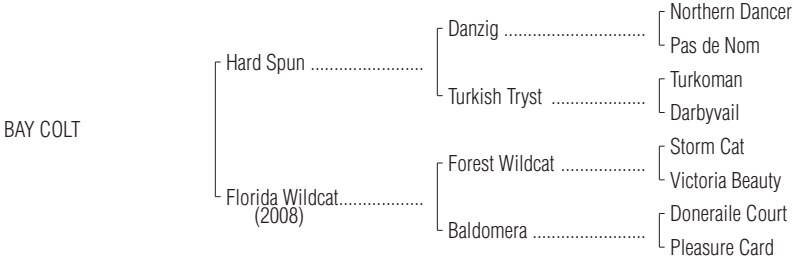 Northern Dancer
Danzig ..............................
Pas de Nom
Hard Spun ........................
Turkoman
Turkish Tryst ....................
Darbyvail
BAY COLT
Storm Cat
Forest Wildcat ..................
Victoria Beauty
Florida Wildcat..................
(2008)
Doneraile Court
Baldomera ........................
Pleasure Card